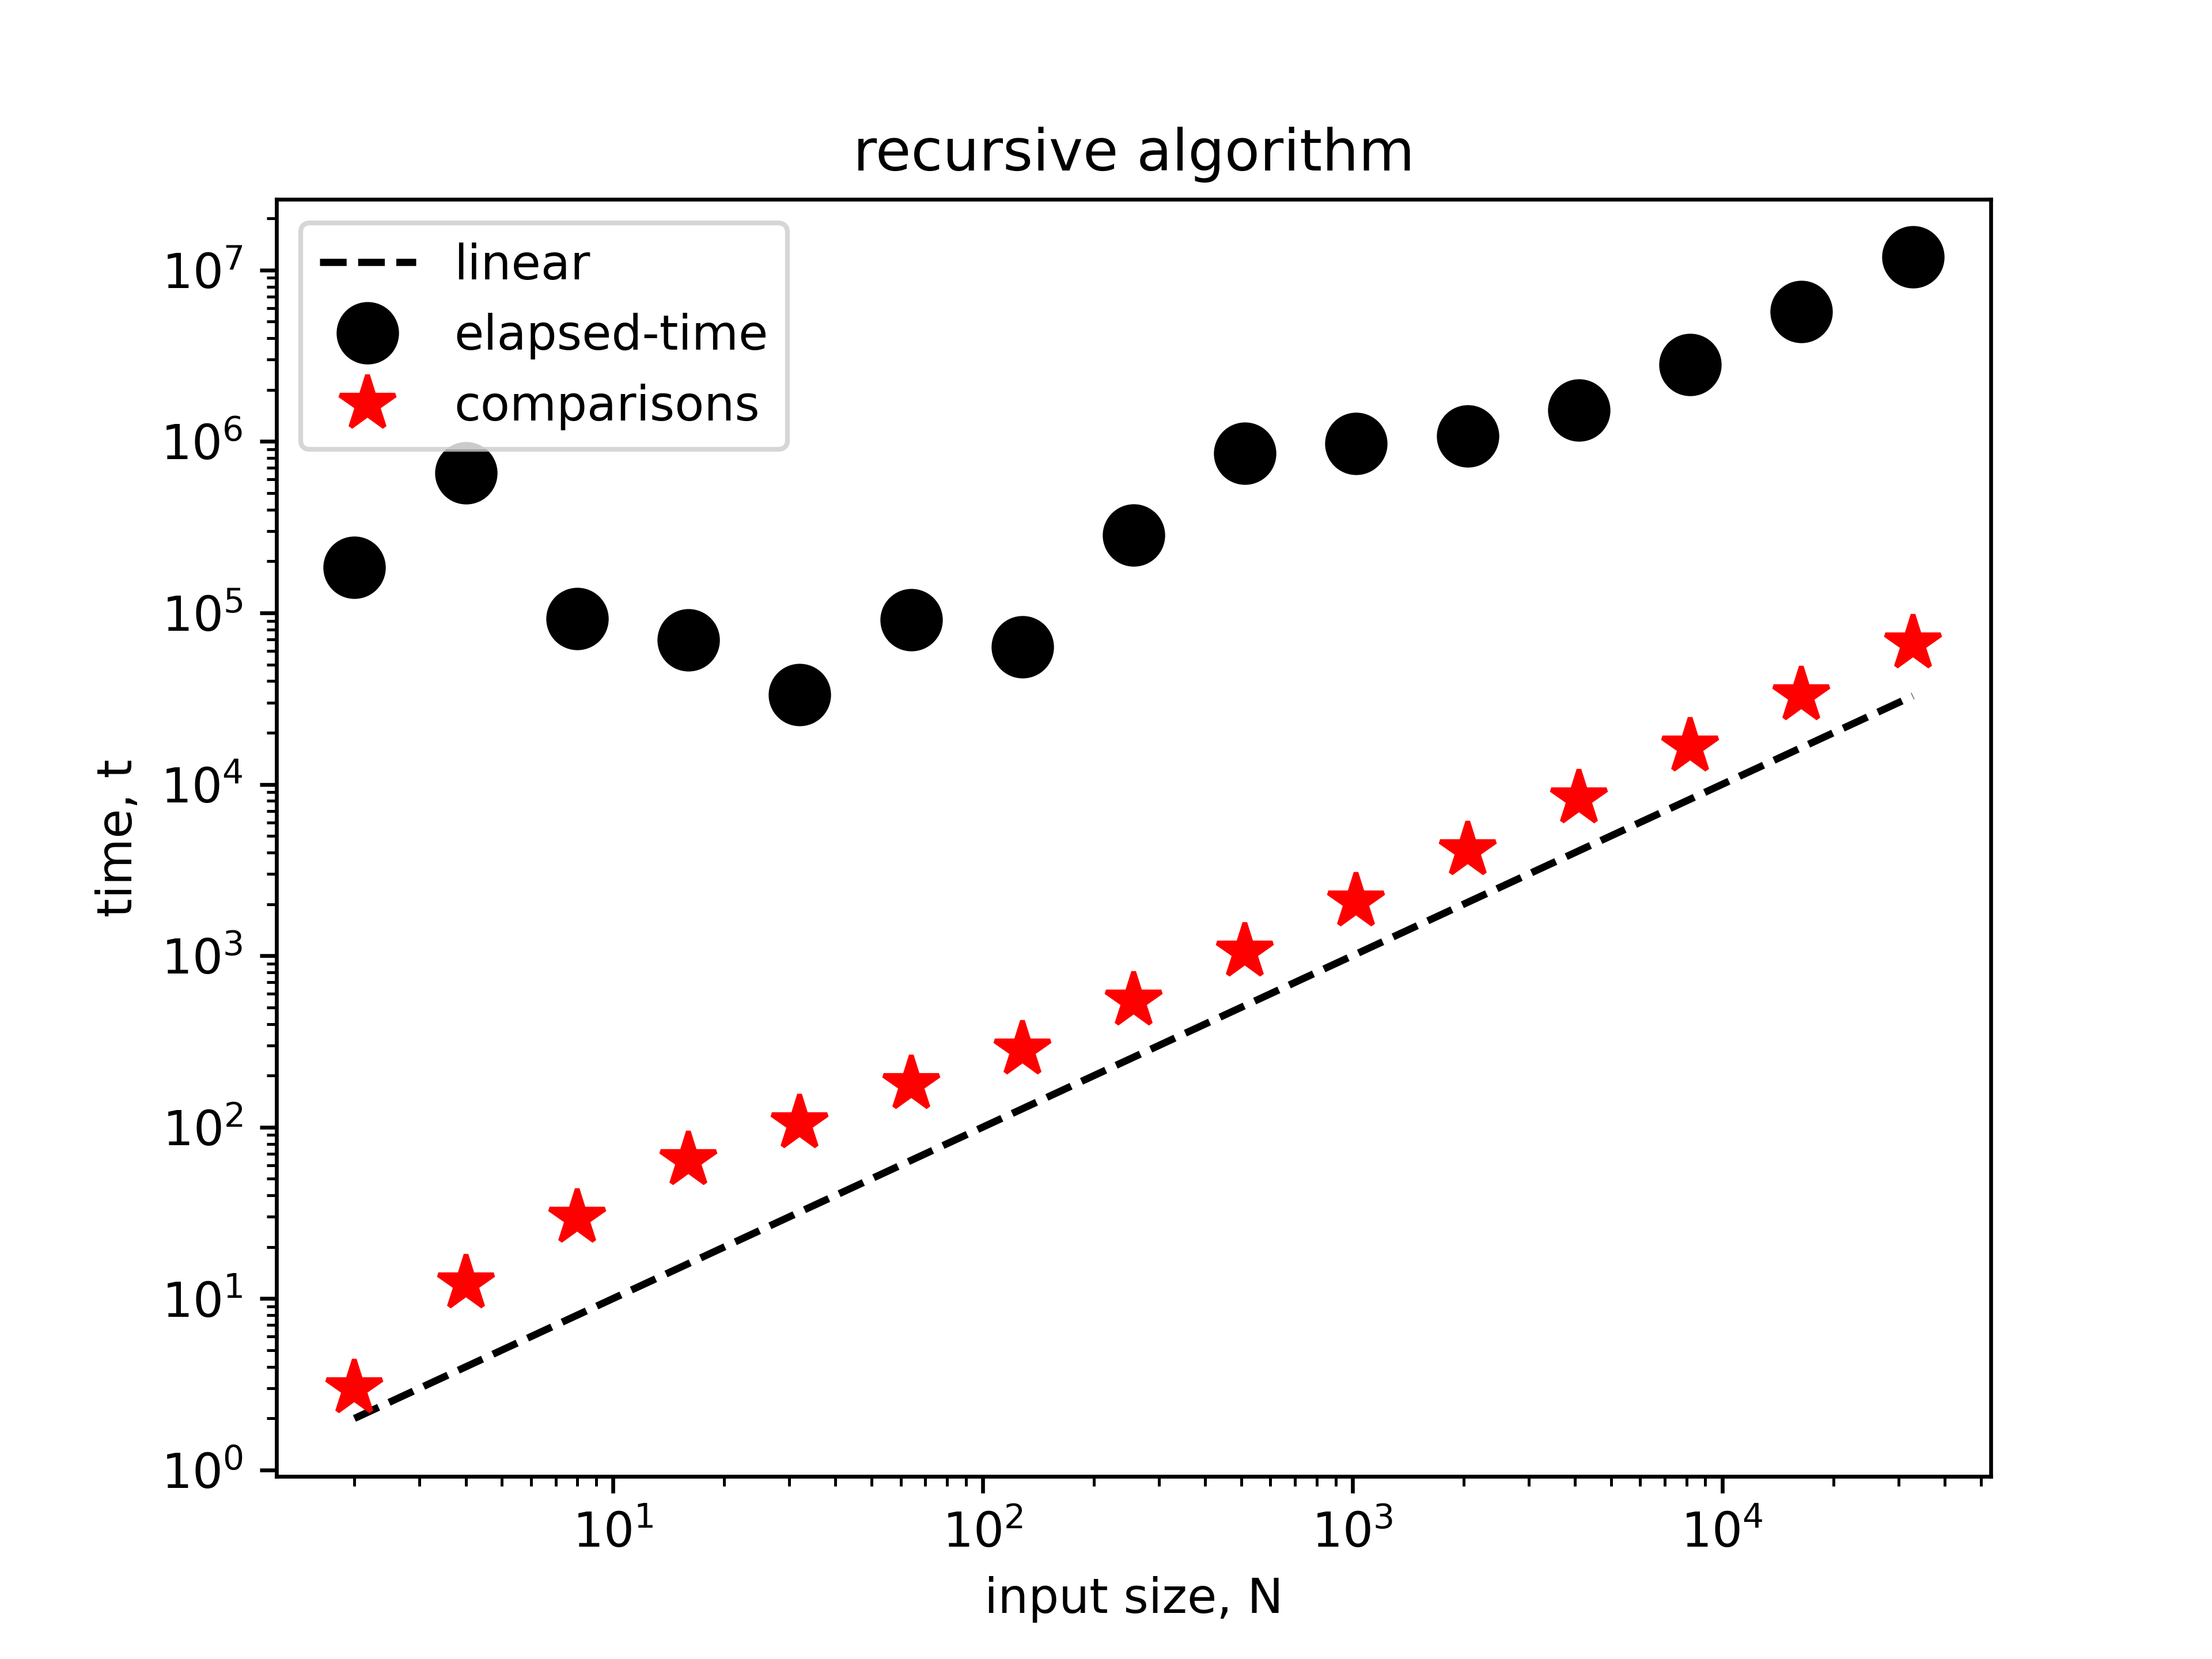 recursive algorithm
linear
elapsed-time
comparisons
10⁷
10⁶
10⁵
10⁴
10³
10²
10¹
10⁰
time, t
10¹ 10² 10³ 10⁴
input size, N